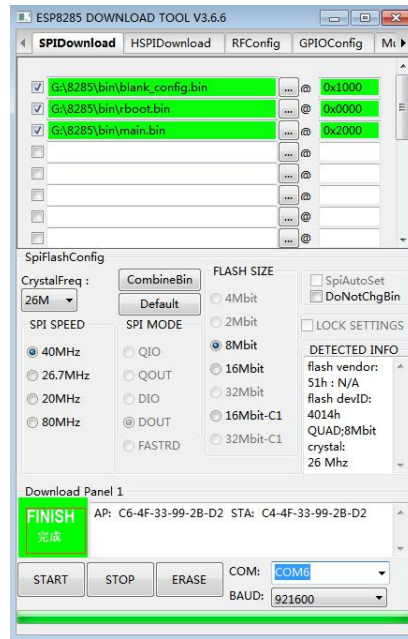 ESP8285 DOWNLOAD TOOL V3.6.6
SPIDownload HSPIDownload RFConfig GPIOConfig Mu
G:\8285\bin\blank_config.bin ... @ 0x1000
G:\8285\bin\rboot.bin ... @ 0x0000
G:\8285\bin\main.bin ... @ 0x2000
... @
... @
... @
... @
... @
SpiFlashConfig
CrystalFreq :
26M
CombineBin
Default
SPI SPEED
40MHz
26.7MHz
20MHz
80MHz
SPI MODE
QIO
QOUT
DIO
DOUT
FASTRD
FLASH SIZE
4Mbit
2Mbit
8Mbit
16Mbit
32Mbit
16Mbit-C1
32Mbit-C1
SpiAutoSet
DoNotChgBin
LOCK SETTINGS
DETECTED INFO
flash vendor:
51h : N/A
flash devID:
4014h
QUAD;8Mbit
crystal:
26 Mhz
Download Panel 1
FINISH
完成
AP: C6-4F-33-99-2B-D2 STA: C4-4F-33-99-2B-D2
START STOP ERASE
COM: COM6
BAUD: 921600